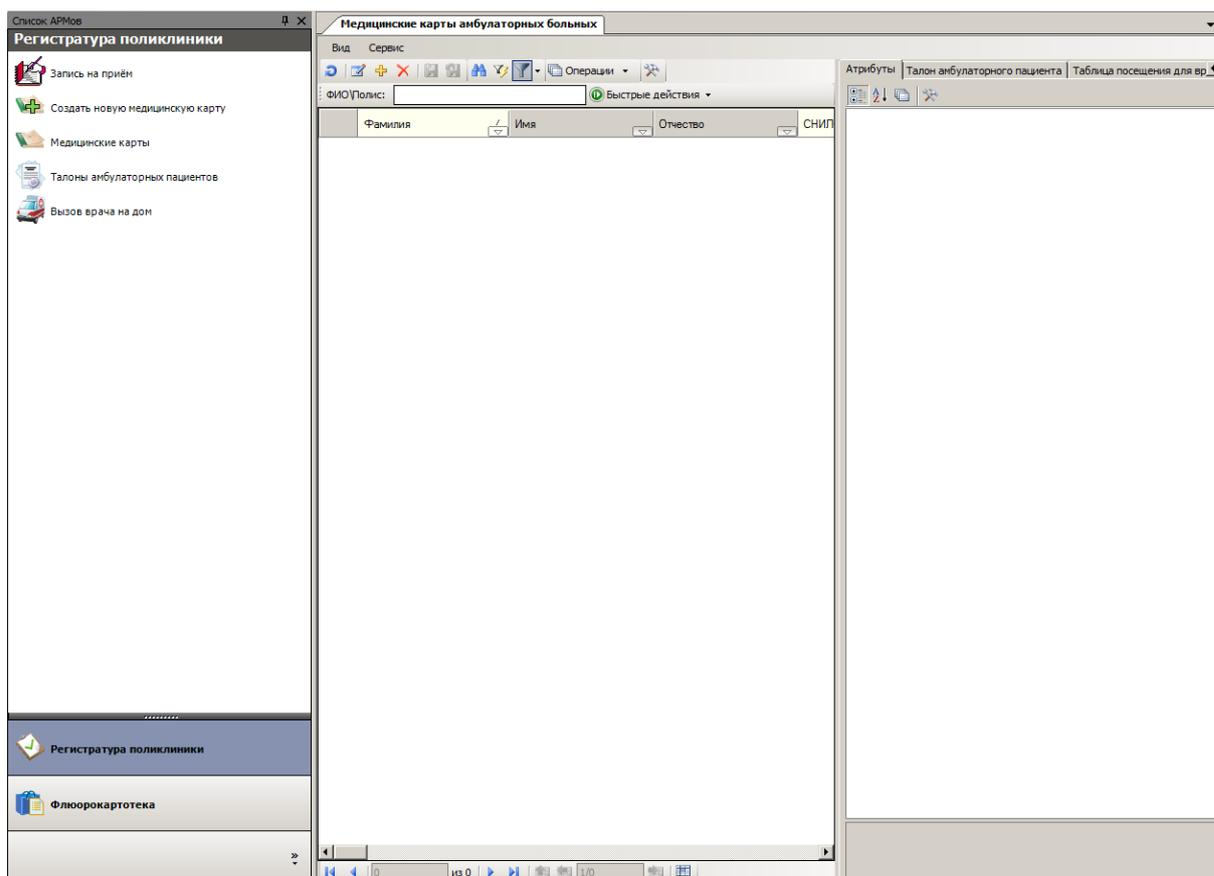 Список АРМов
Регистратура поликлиники
Запись на приём
Создать новую медицинскую карту
Медицинские карты
Талоны амбулаторных пациентов
Вызов врача на дом
Регистратура поликлиники
Флюорокартотека
Медицинские карты амбулаторных больных
Вид Сервис
Операции
ФИО\Полис: Быстрые действия
Фамилия Имя Отчество СНИЛ
0 из 0 1/0
Атрибуты Талон амбулаторного пациента Таблица посещения для вр